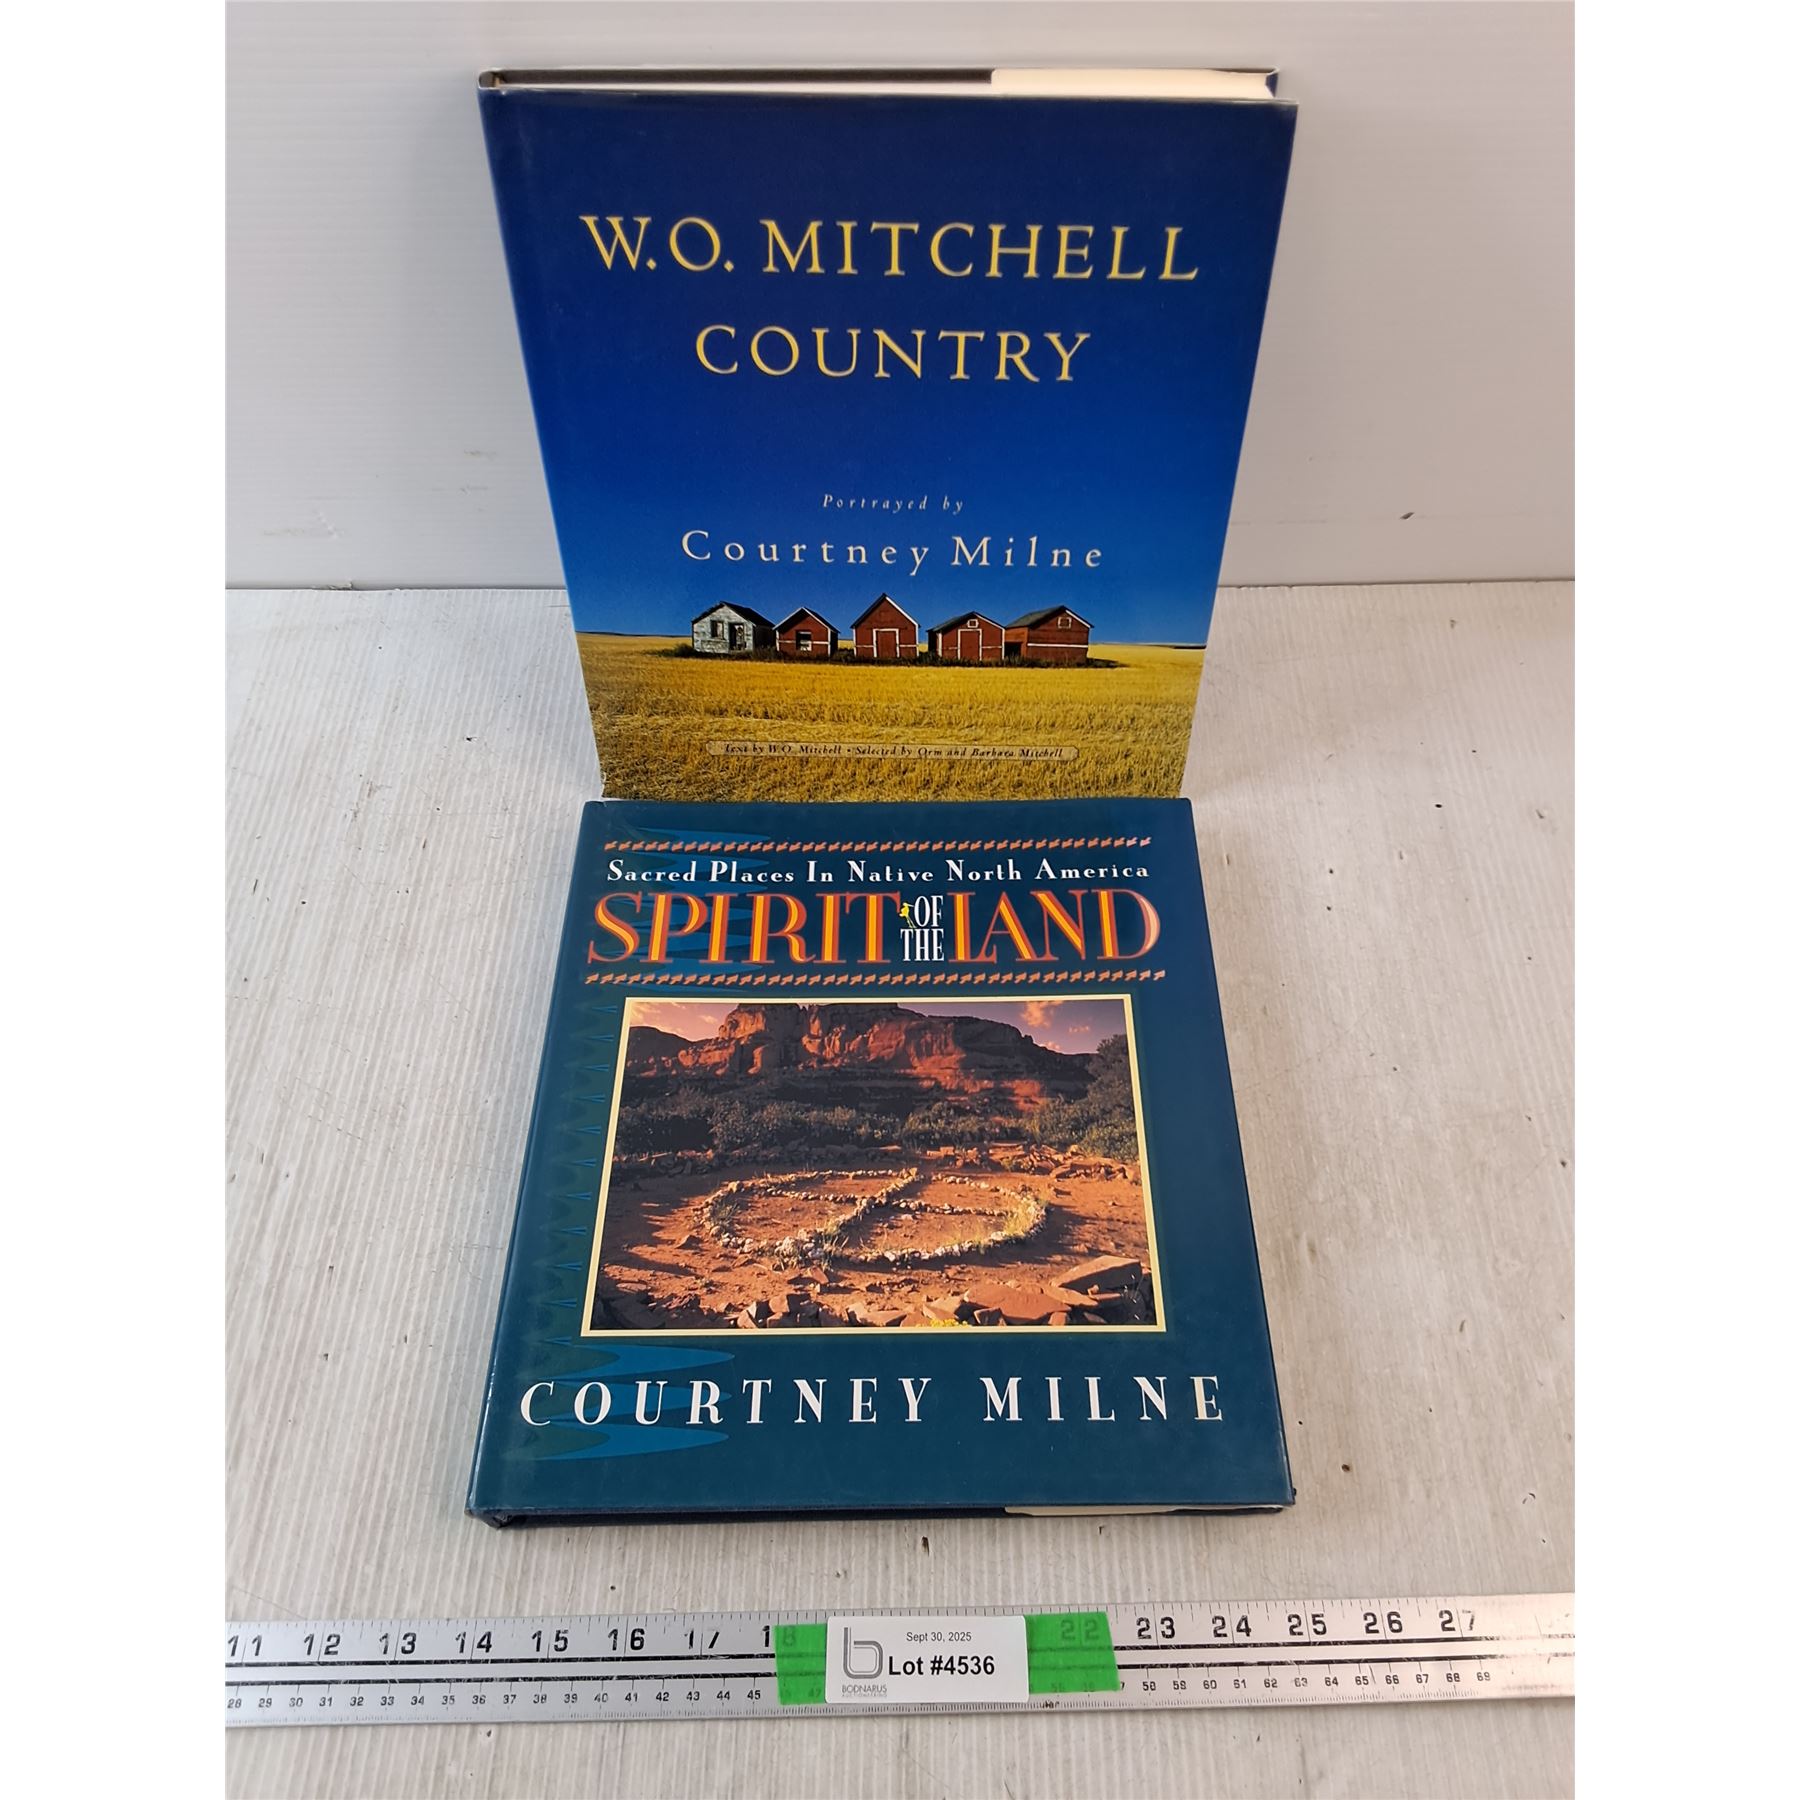 W.O. MITCHELL
COUNTRY
Portrayed by
Courtney Milne
Text by W.O. Mitchell • Selected by Orm and Barbara Mitchell
Sacred Places In Native North America
SPIRIT OF THE LAND
COURTNEY MILNE
11 12 13 14 15 16 17 18 22 23 24 25 26 27
Sept 30, 2025
Lot #4536
BODNARUS
AUCTIONEERING
28 29 30 31 32 33 34 35 36 37 38 39 40 41 42 43 44 45 47 58 59 60 61 62 63 64 65 66 67 68 69